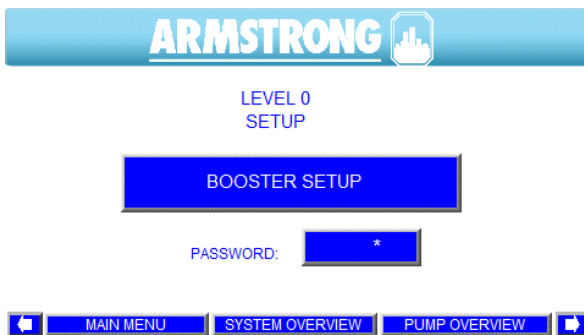 ARMSTRONG
LEVEL 0
SETUP
BOOSTER SETUP
PASSWORD: *
MAIN MENU SYSTEM OVERVIEW PUMP OVERVIEW